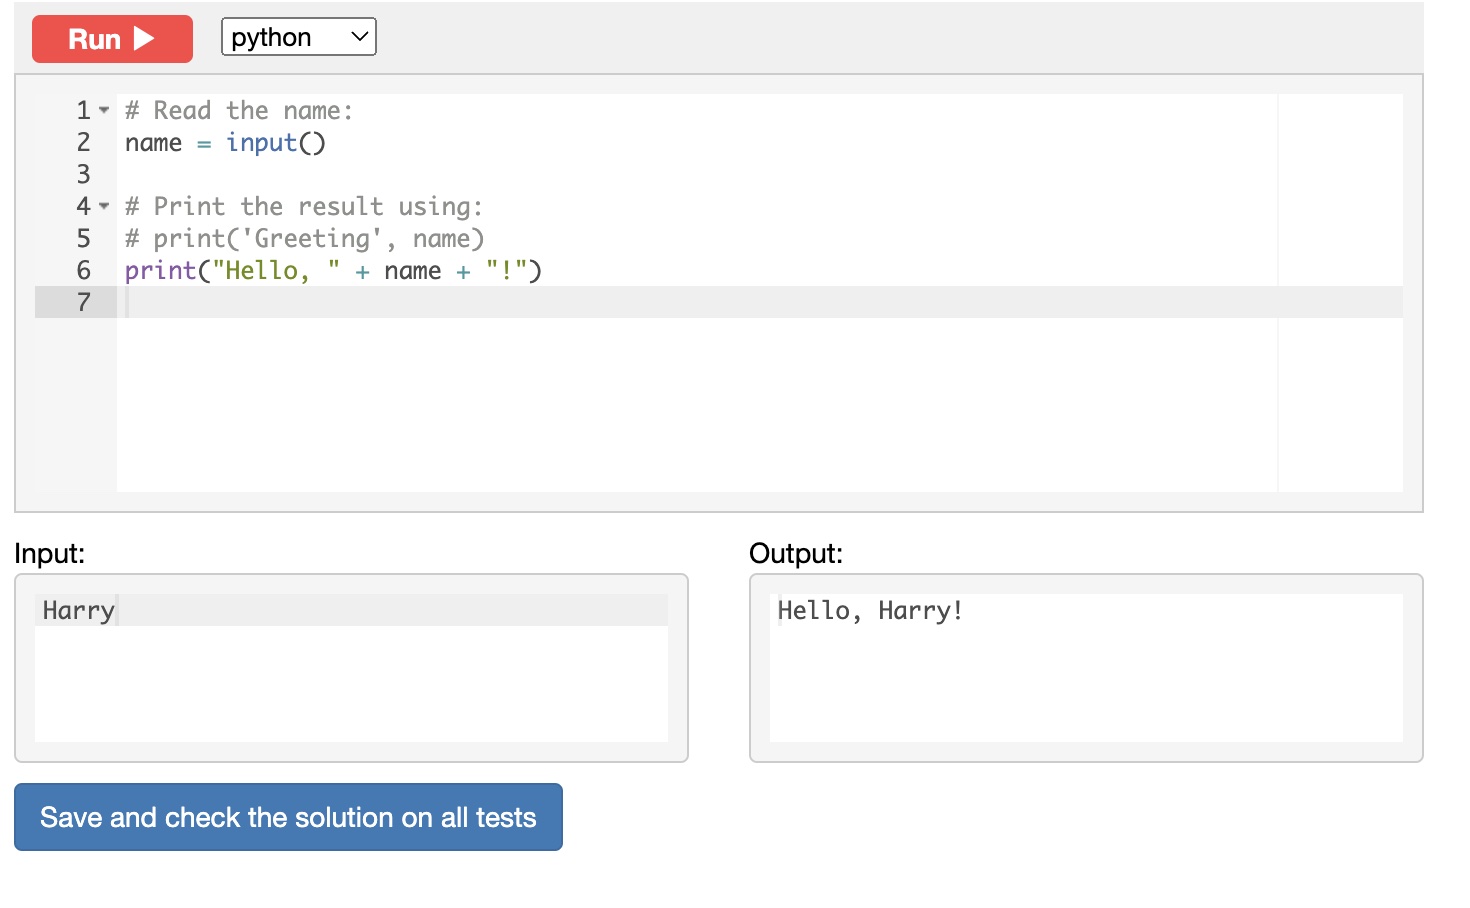 Run
python
1 # Read the name:
2 name = input()
3
4 # Print the result using:
5 # print('Greeting', name)
6 print("Hello, " + name + "!")
7
Input:
Output:
Harry
Hello, Harry!
Save and check the solution on all tests